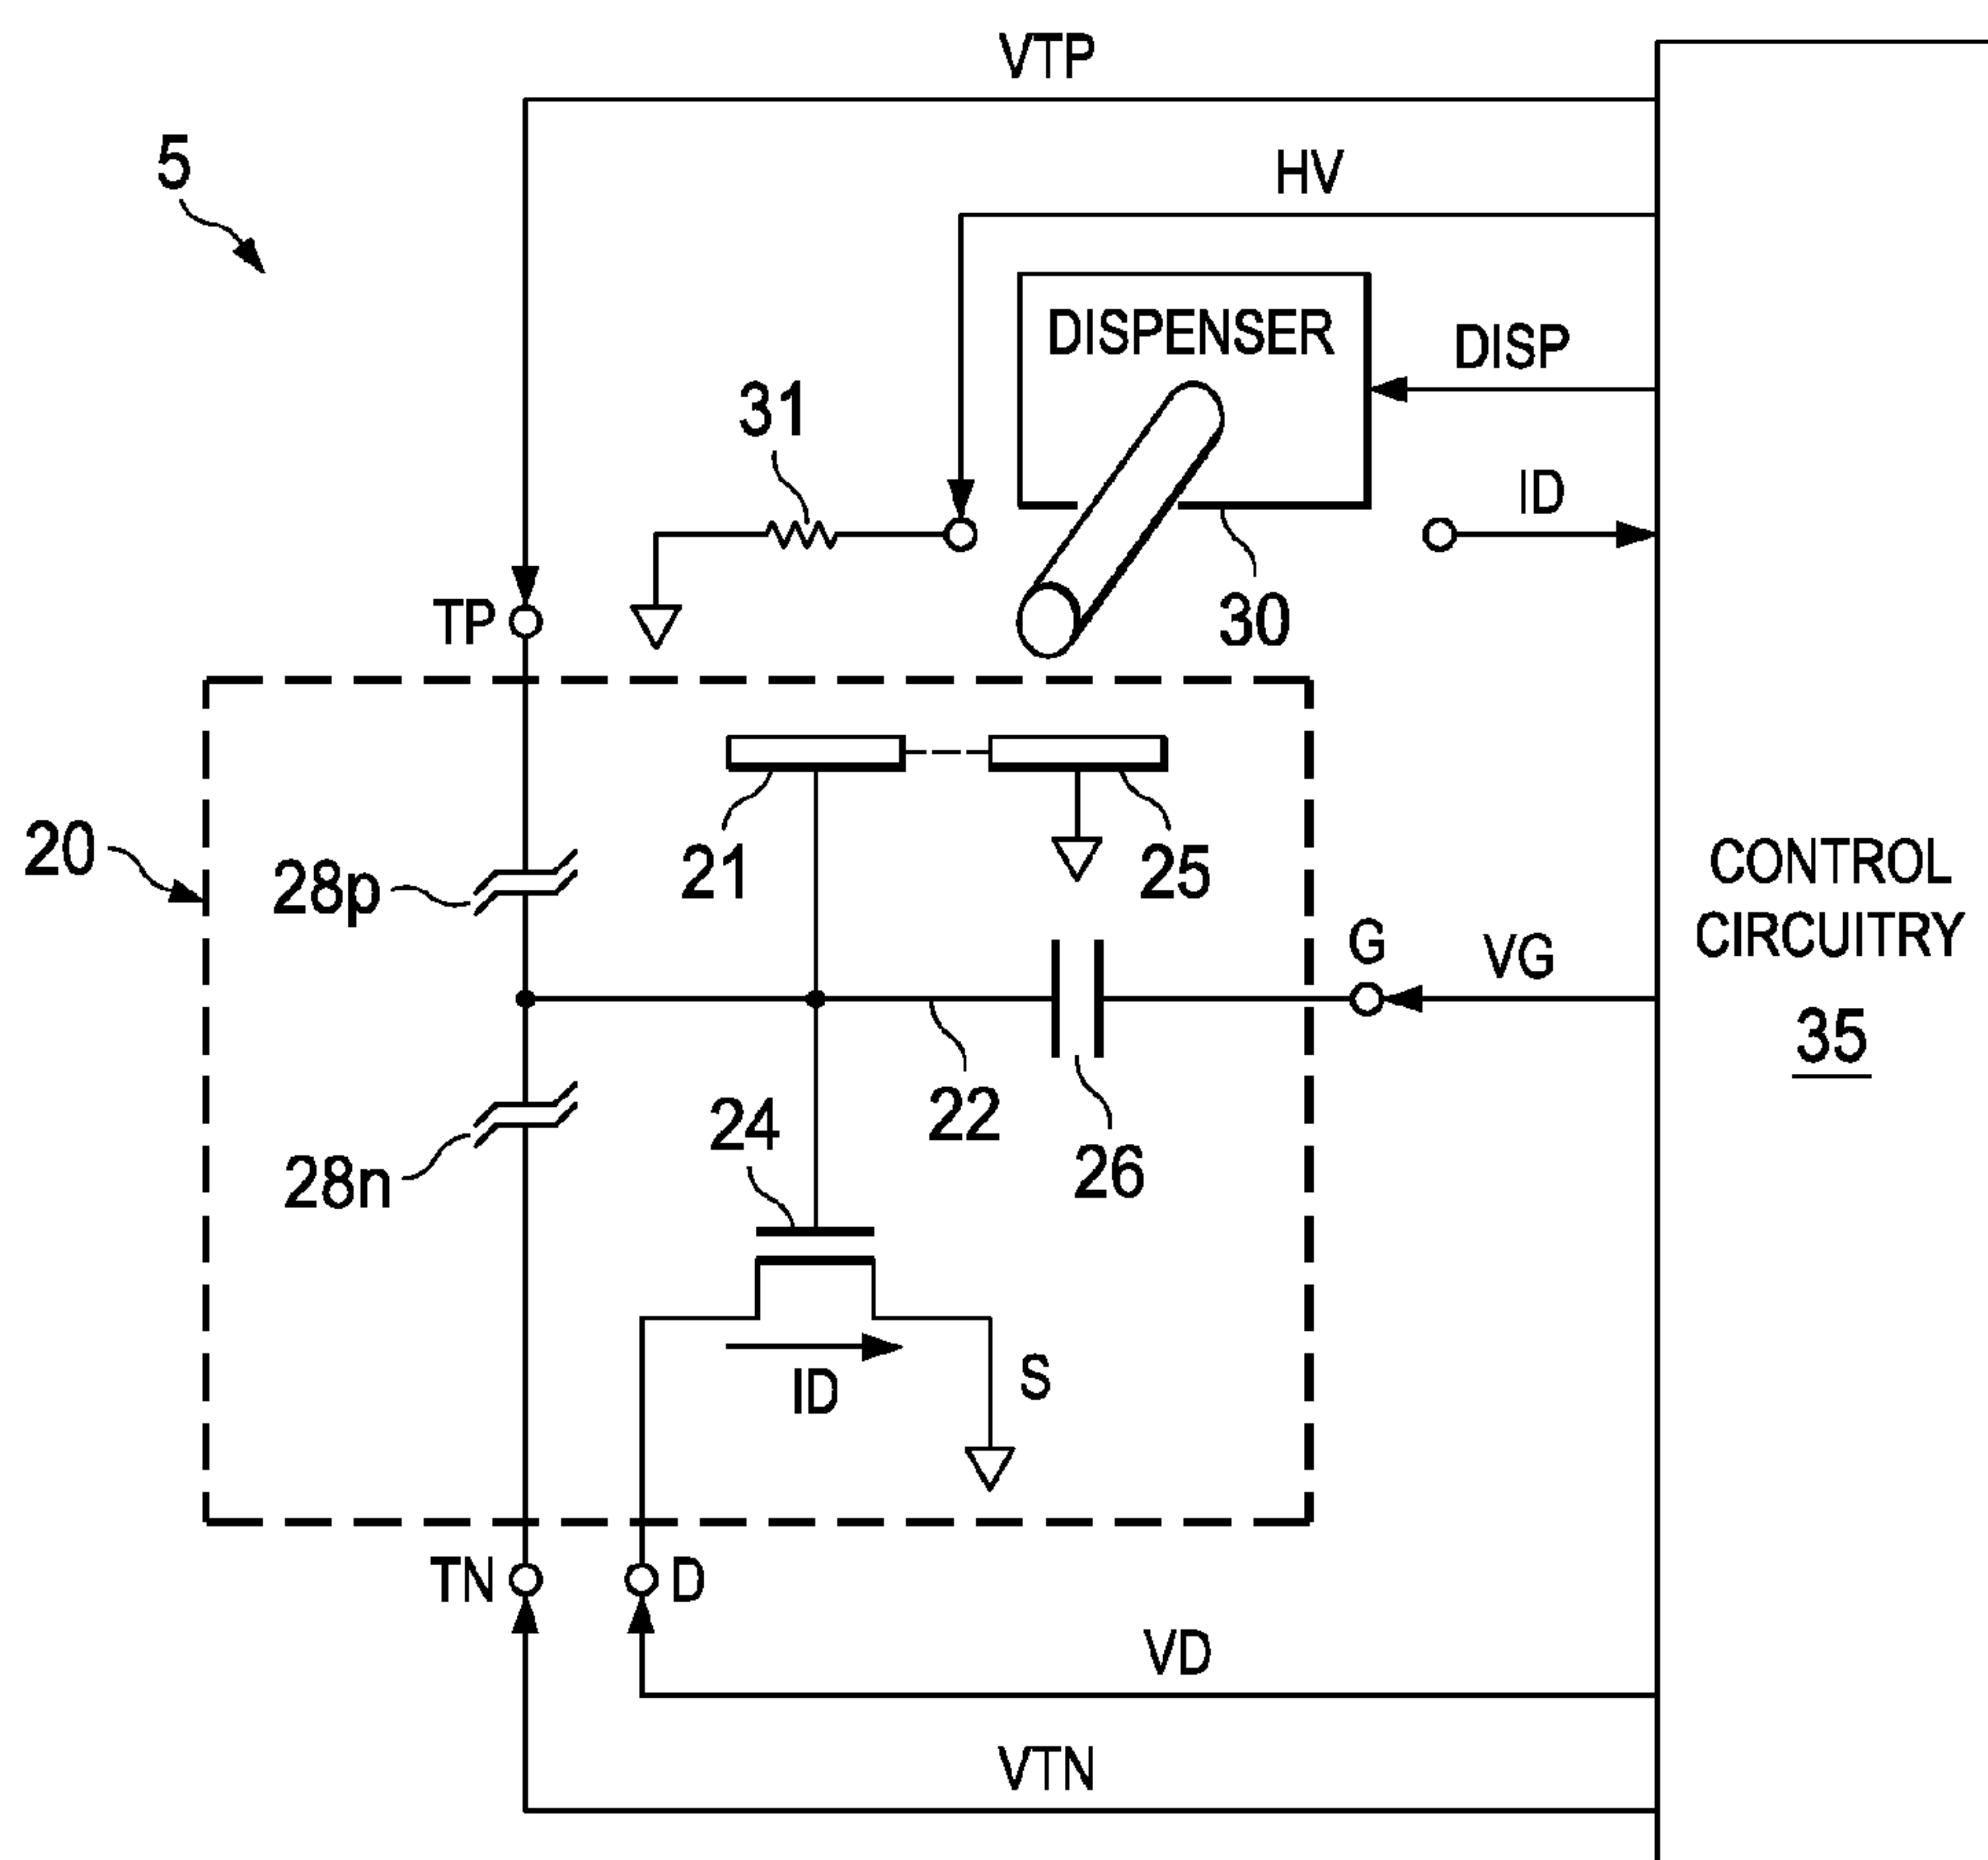 VTP
5
HV
DISPENSER
DISP
31
ID
TP
30
20
28p
21
25
CONTROL
CIRCUITRY
35
G
VG
22
24
26
28n
ID
S
TN
D
VD
VTN